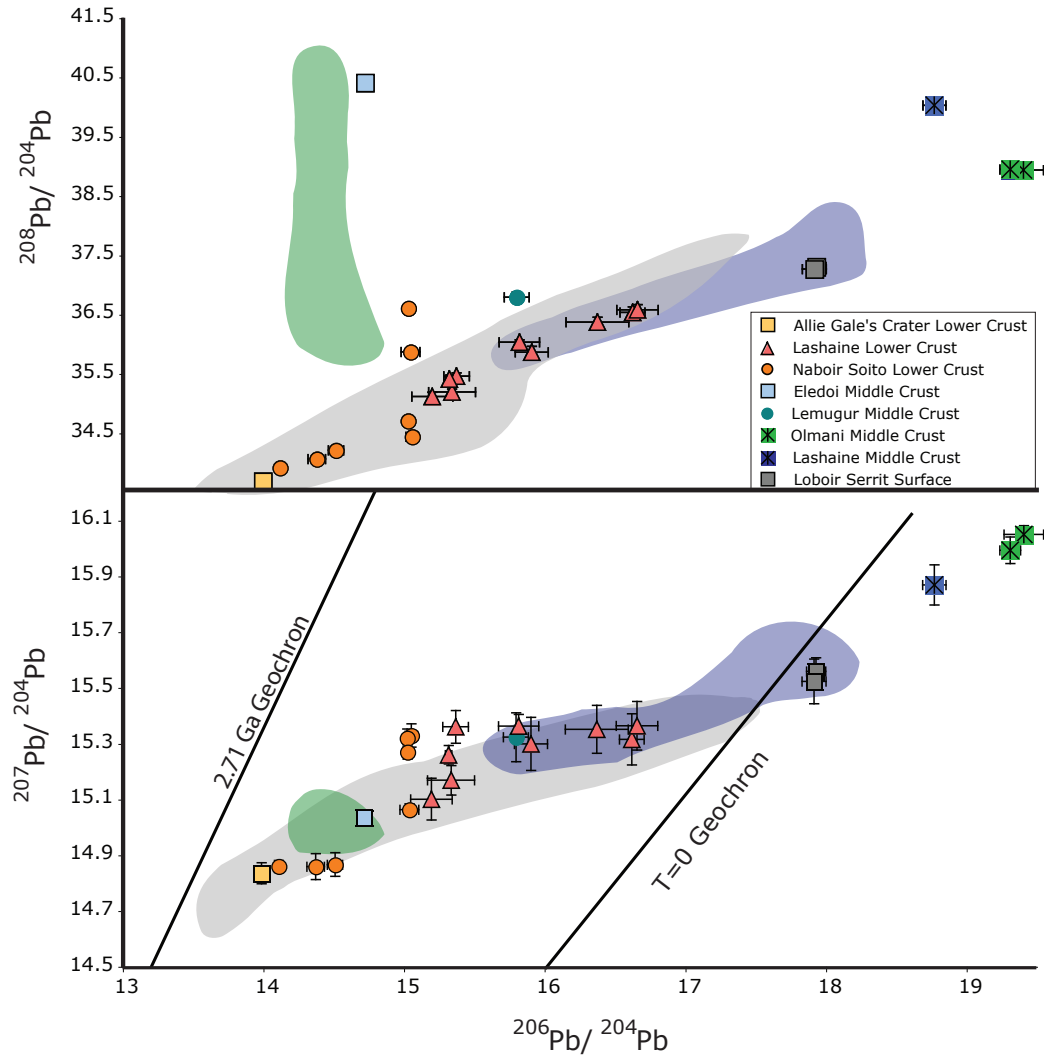 41.5
40.5
39.5
38.5
37.5
36.5
35.5
34.5
208Pb/ 204Pb
Allie Gale's Crater Lower Crust
Lashaine Lower Crust
Naboir Soito Lower Crust
Eledoi Middle Crust
Lemugur Middle Crust
Olmani Middle Crust
Lashaine Middle Crust
Loboir Serrit Surface
16.1
15.9
15.7
15.5
15.3
15.1
14.9
14.7
14.5
207Pb/ 204Pb
2.71 Ga Geochron
T=0 Geochron
13 14 15 16 17 18 19
206Pb/ 204Pb